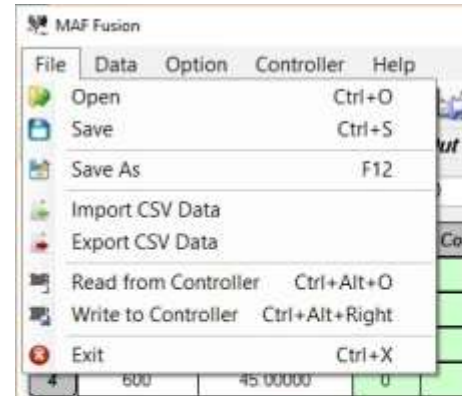 MAF Fusion
File Data Option Controller Help
Open Ctrl+O
Save Ctrl+S
Save As F12
Import CSV Data
Export CSV Data
Read from Controller Ctrl+Alt+O
Write to Controller Ctrl+Alt+Right
Exit Ctrl+X
ut
Co
4 600 45.00000 0